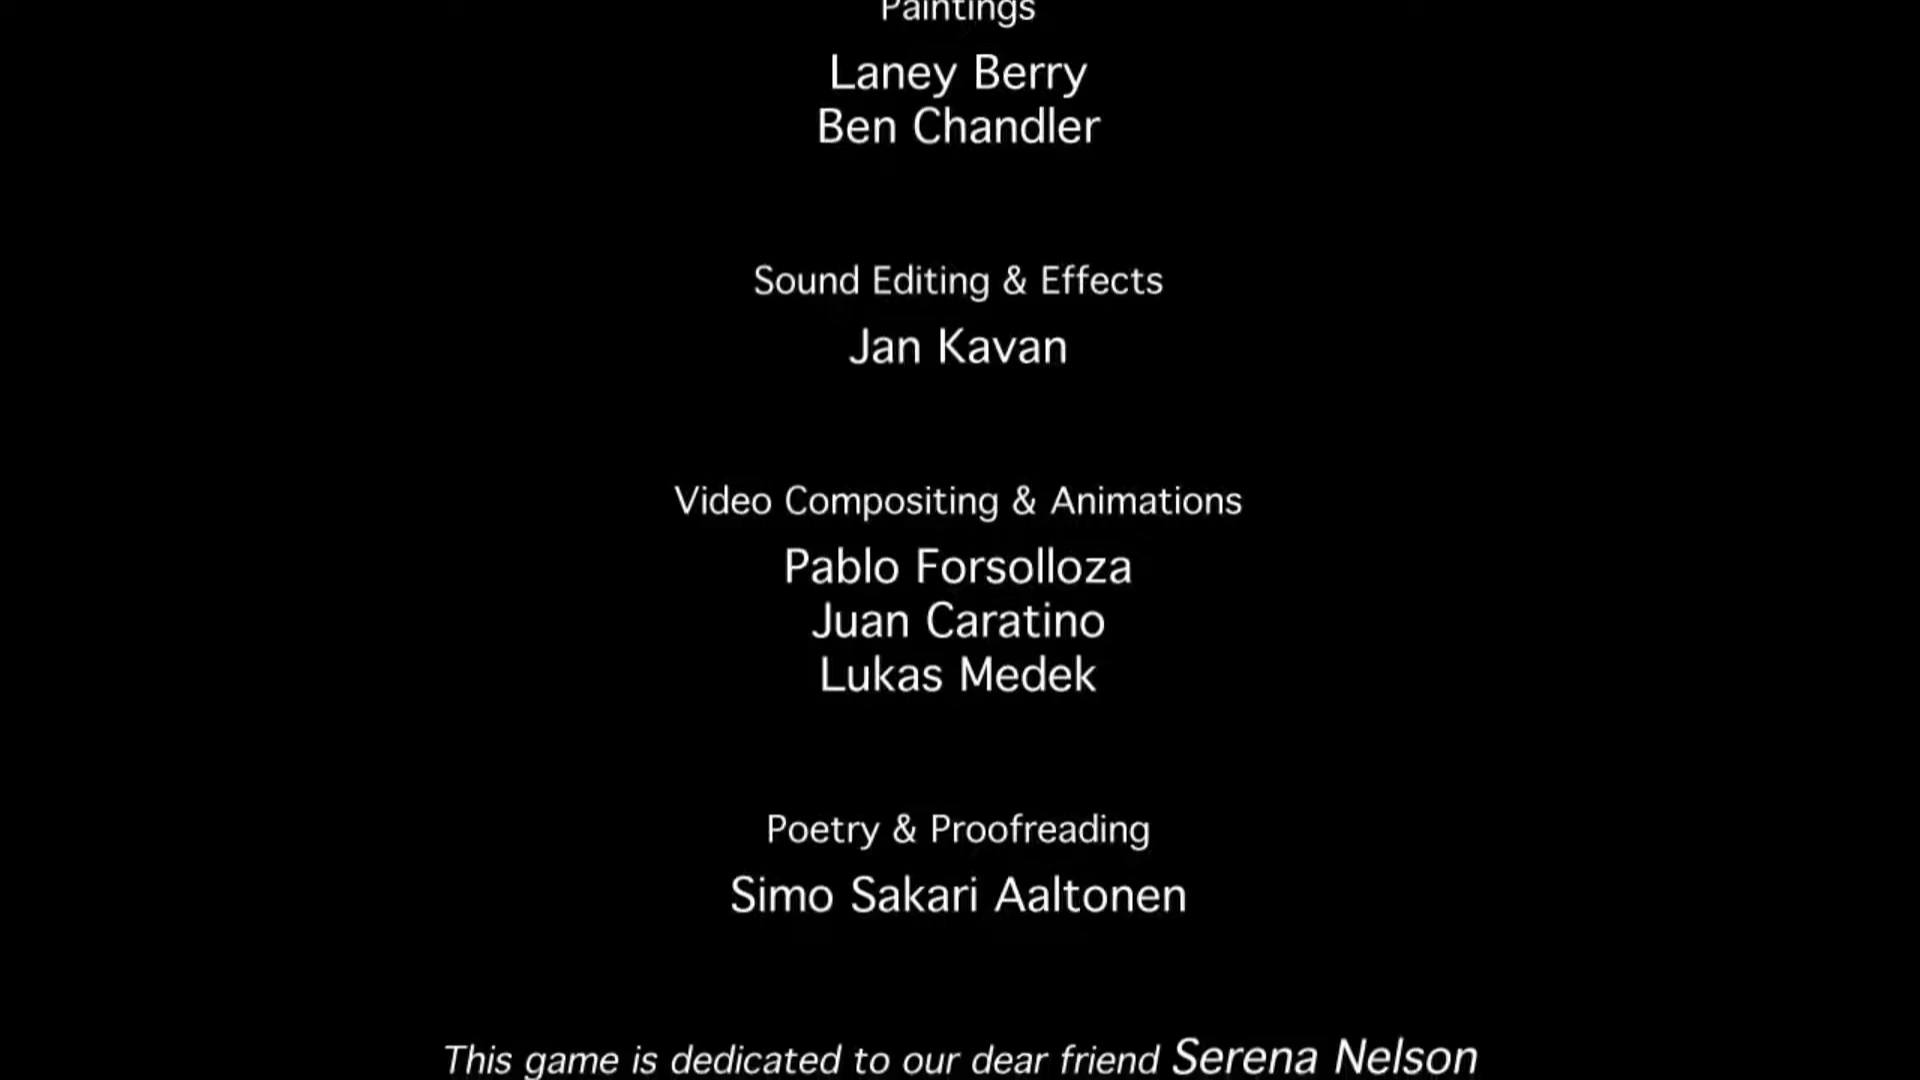 Paintings
Laney Berry
Ben Chandler
Sound Editing & Effects
Jan Kavan
Video Compositing & Animations
Pablo Forsolloza
Juan Caratino
Lukas Medek
Poetry & Proofreading
Simo Sakari Aaltonen
This game is dedicated to our dear friend Serena Nelson